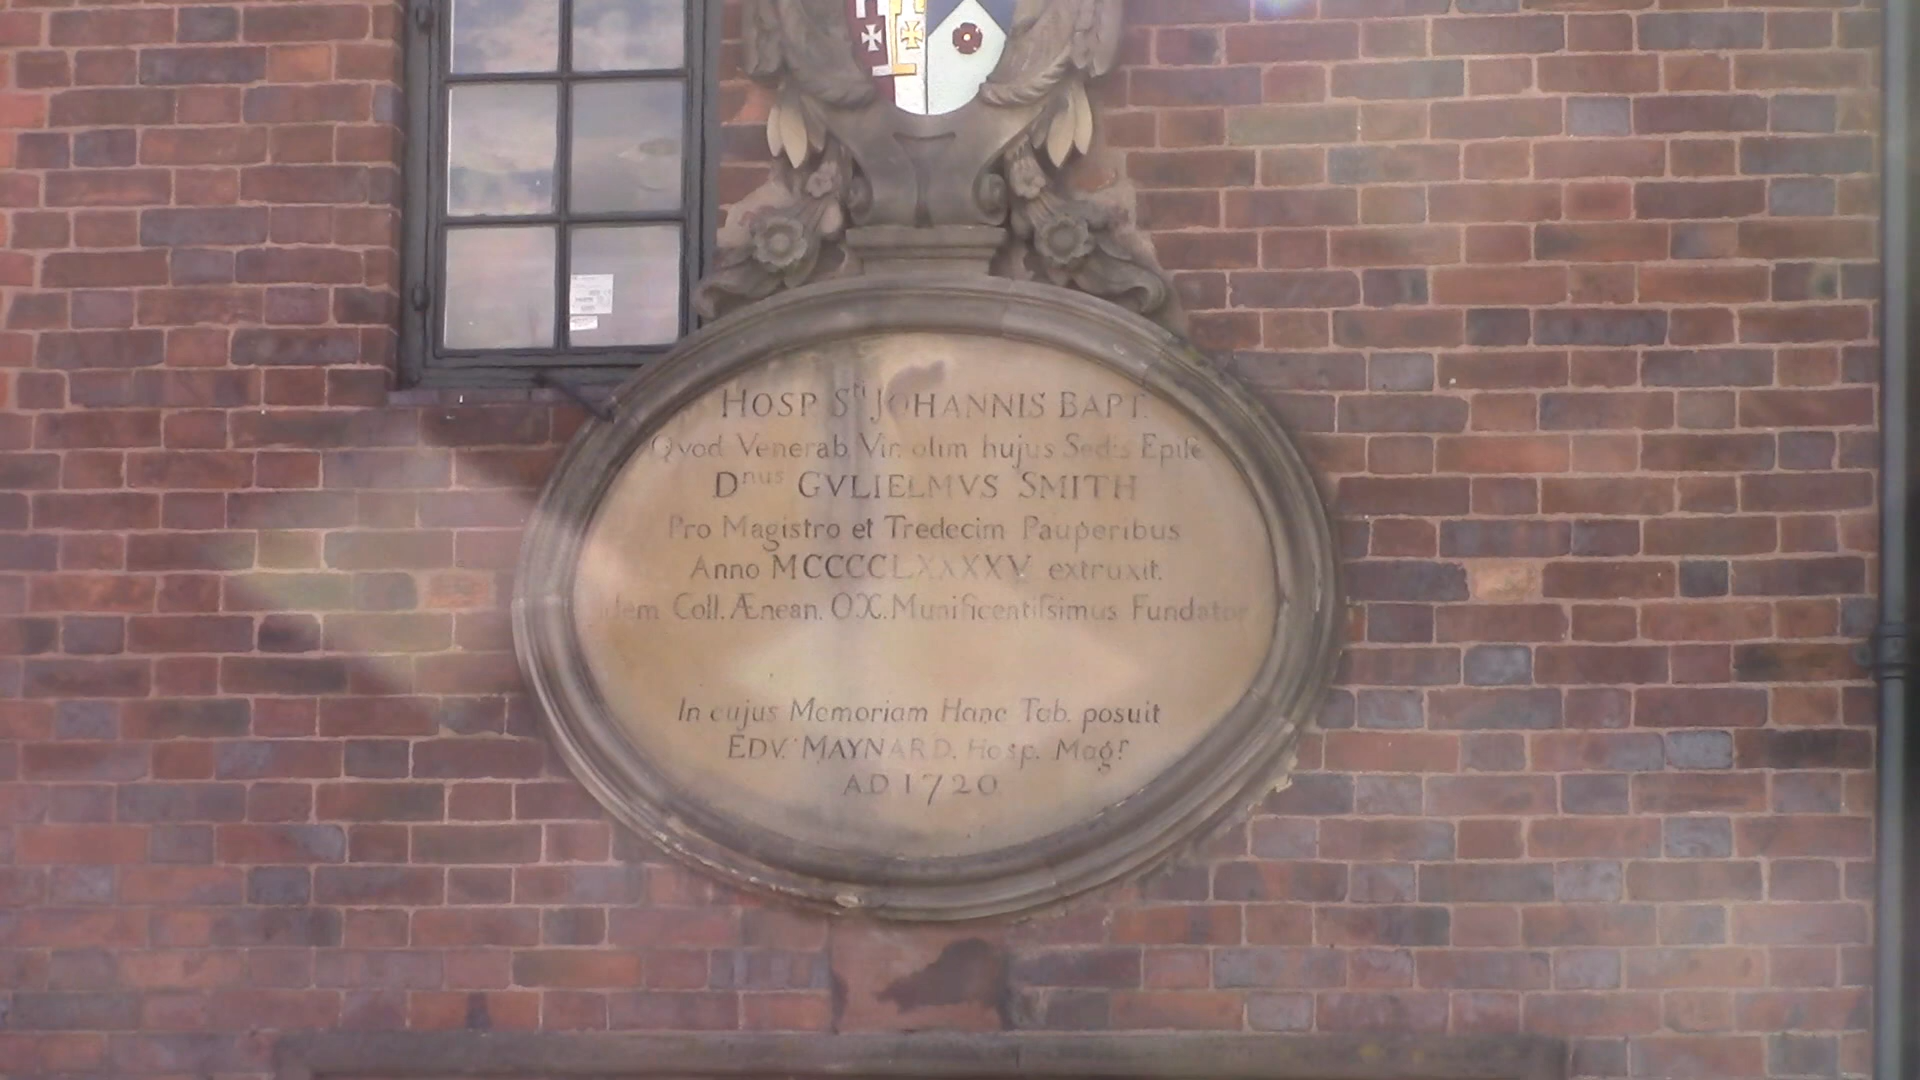 HOSP Sti JOHANNIS BAPT.
Qvod Venerab Vir. olim hujus Sedis Episc
Dnus GVLIELMVS SMITH
Pro Magistro et Tredecim Pauperibus
Anno MCCCCLXXXXV extruxit.
idem Coll. Ænean. OX. Munificentiſsimus Fundator
In cujus Memoriam Hanc Tab. posuit
EDV. MAYNARD. Hosp. Magr
AD 1720